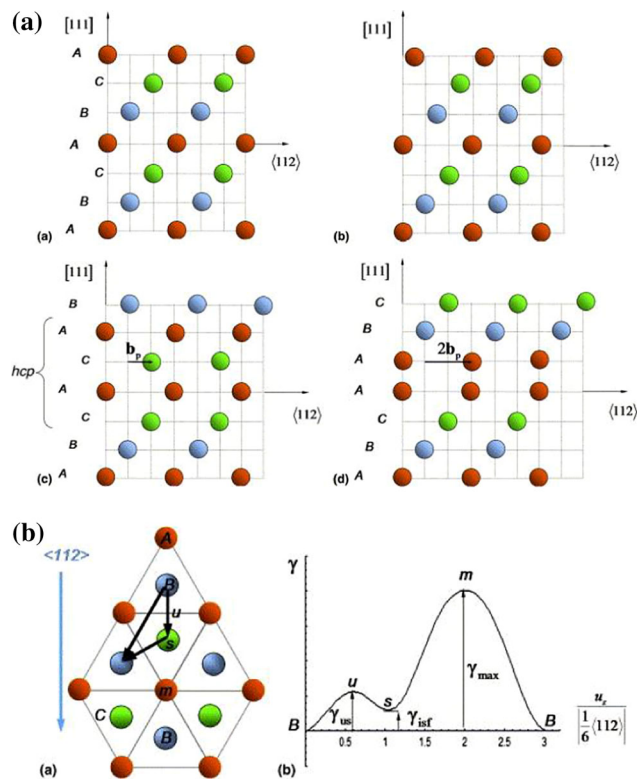 (a)
[111]
A
C
B
A
C
B
A
⟨112⟩
(a)
[111]
⟨112⟩
(b)
[111]
B
A
C
A
C
B
A
hcp
b_p
⟨112⟩
(c)
[111]
C
B
A
A
C
B
A
2b_p
⟨112⟩
(d)
(b)
<112>
A
B
u
s
m
C
B
(a)
γ
m
u
s
γ_us
γ_isf
γ_max
B
B
0.5 1 1.5 2 2.5 3
u_z
|1/6⟨112⟩|
(b)